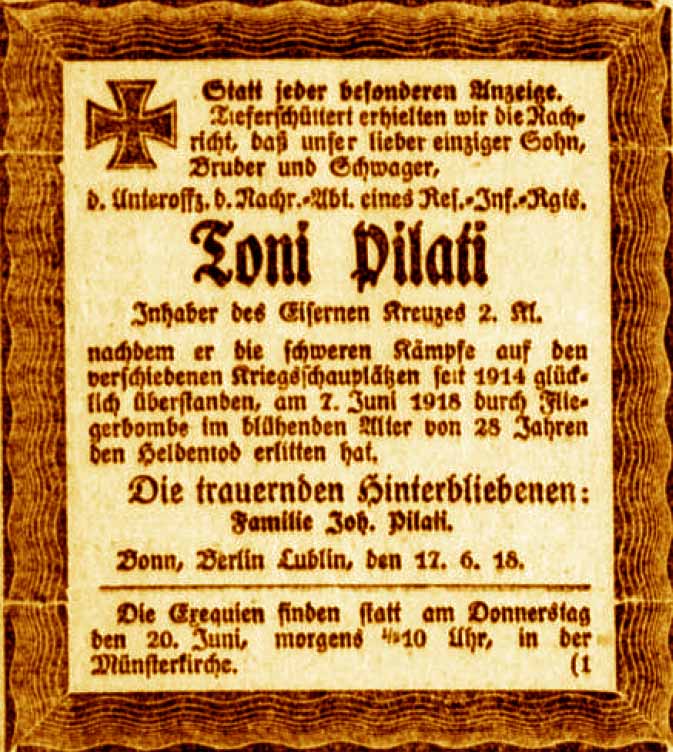 Statt jeder besonderen Anzeige.
Tieferschüttert erhielten wir die Nach-
richt, daß unser lieber einziger Sohn,
Bruder und Schwager,
d. Unteroffz. d. Nachr.-Abt. eines Res.-Inf.-Rgts.
Toni Pilati
Inhaber des Eisernen Kreuzes 2. Kl.
nachdem er die schweren Kämpfe auf den
verschiedenen Kriegsschauplätzen seit 1914 glück-
lich überstanden, am 7. Juni 1918 durch Flie-
gerbombe im blühenden Alter von 28 Jahren
den Heldentod erlitten hat.
Die trauernden Hinterbliebenen:
Familie Joh. Pilati.
Bonn, Berlin Lublin, den 17. 6. 18.
Die Exequien finden statt am Donnerstag
den 20. Juni, morgens ½10 Uhr, in der
Münsterkirche. (1